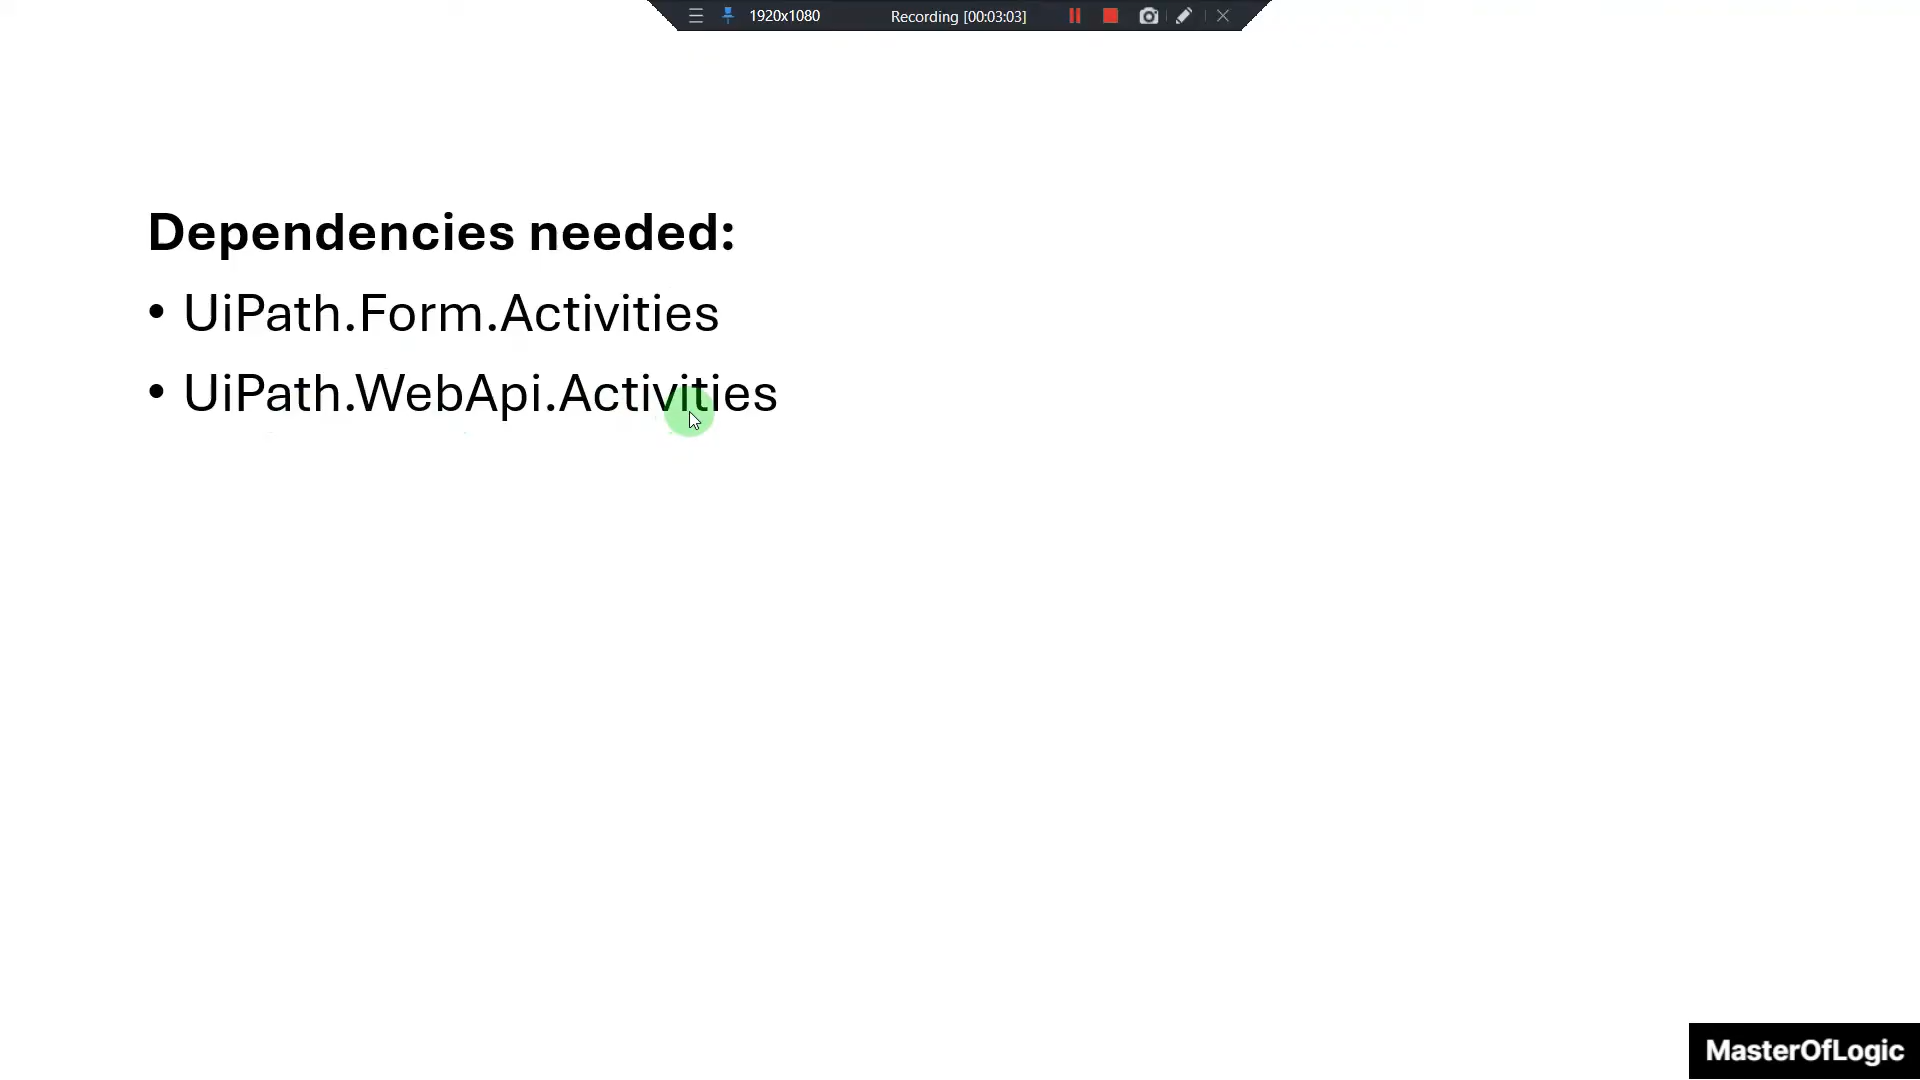 1920x1080 Recording [00:03:03]
Dependencies needed:
• UiPath.Form.Activities
• UiPath.WebApi.Activities
MasterOfLogic